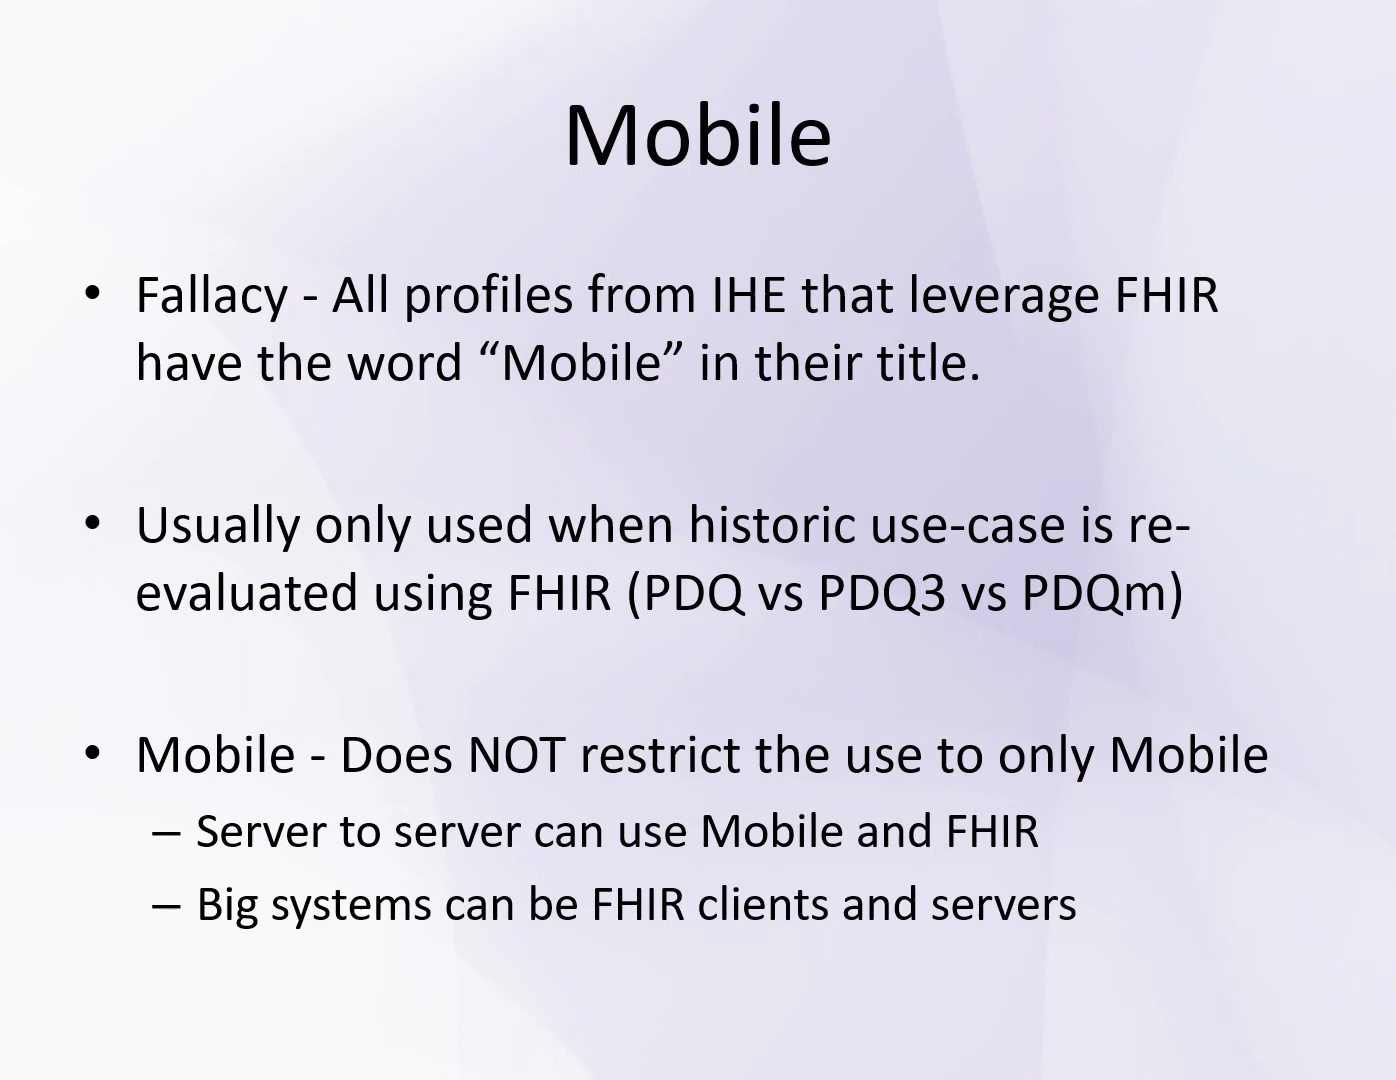 Mobile
• Fallacy - All profiles from IHE that leverage FHIR
have the word “Mobile” in their title.
• Usually only used when historic use-case is re-
evaluated using FHIR (PDQ vs PDQ3 vs PDQm)
• Mobile - Does NOT restrict the use to only Mobile
– Server to server can use Mobile and FHIR
– Big systems can be FHIR clients and servers